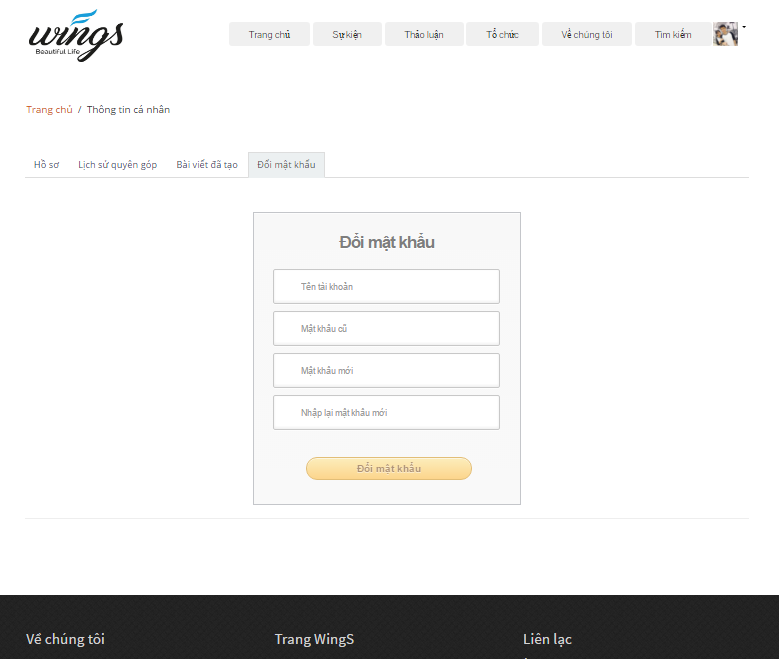 wings
Beautiful Life
Trang chủ Sự kiện Thảo luận Tổ chức Về chúng tôi Tìm kiếm
Trang chủ / Thông tin cá nhân
Hồ sơ Lịch sử quyên góp Bài viết đã tạo Đổi mật khẩu
Đổi mật khẩu
Tên tài khoản
Mật khẩu cũ
Mật khẩu mới
Nhập lại mật khẩu mới
Đổi mật khẩu
Về chúng tôi Trang WingS Liên lạc